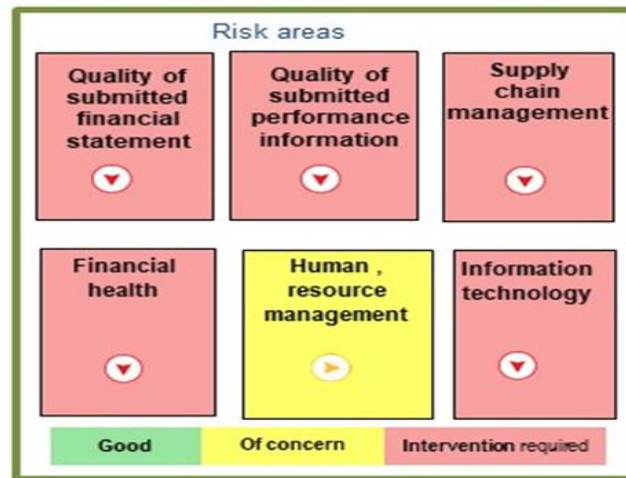 Risk areas
Quality of
submitted
financial
statement
Quality of
submitted
performance
information
Supply
chain
management
Financial
health
Human ,
resource
management
Information
technology
Good
Of concern
Intervention required